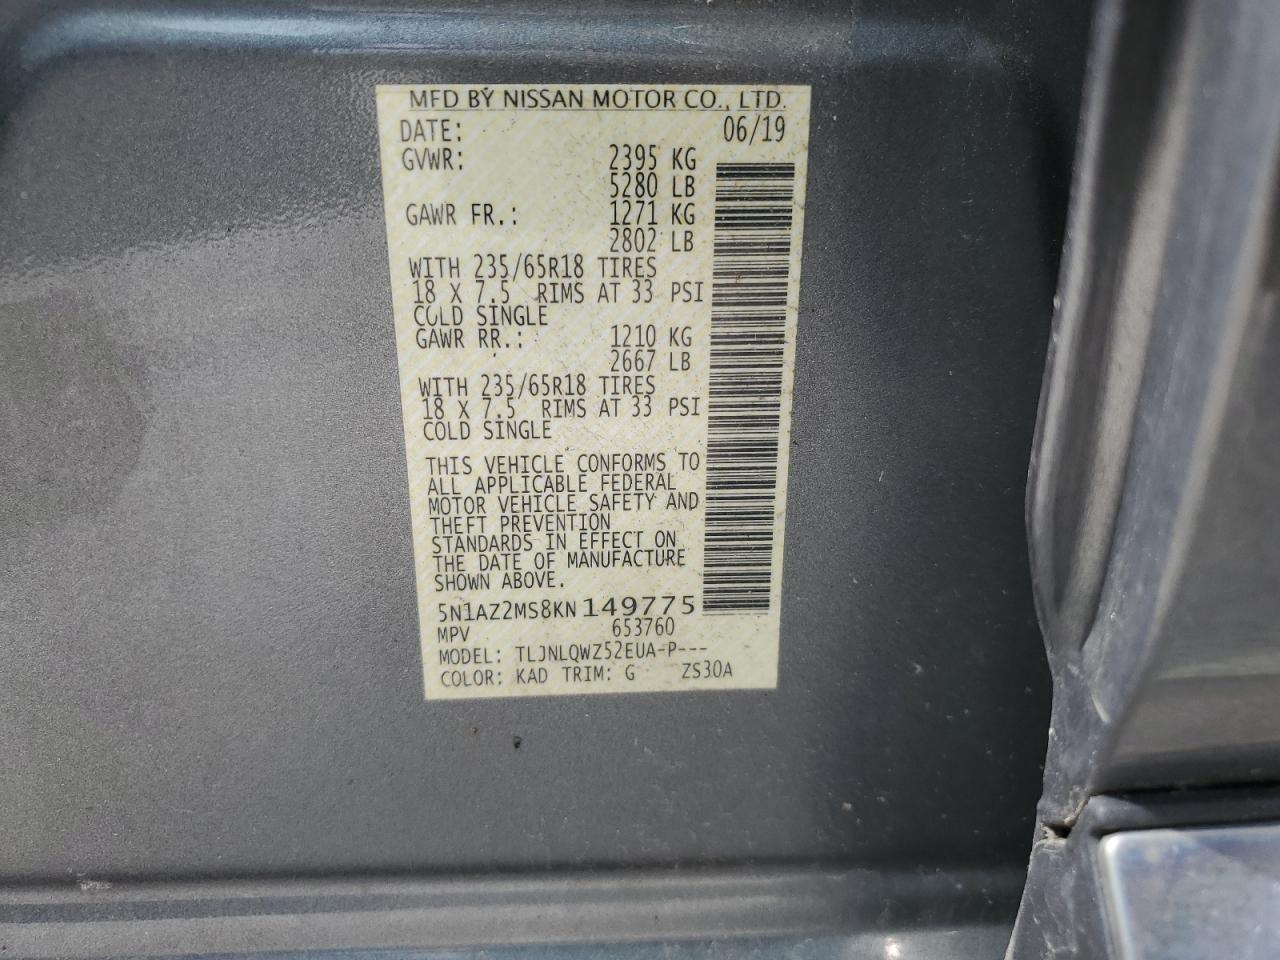 MFD BY NISSAN MOTOR CO., LTD.
DATE: 06/19
GVWR: 2395 KG
5280 LB
GAWR FR.: 1271 KG
2802 LB
WITH 235/65R18 TIRES
18 X 7.5 RIMS AT 33 PSI
COLD SINGLE
GAWR RR.: 1210 KG
2667 LB
WITH 235/65R18 TIRES
18 X 7.5 RIMS AT 33 PSI
COLD SINGLE
THIS VEHICLE CONFORMS TO
ALL APPLICABLE FEDERAL
MOTOR VEHICLE SAFETY AND
THEFT PREVENTION
STANDARDS IN EFFECT ON
THE DATE OF MANUFACTURE
SHOWN ABOVE.
5N1AZ2MS8KN149775
MPV 653760
MODEL: TLJNLQWZ52EUA-P---
COLOR: KAD TRIM: G ZS30A